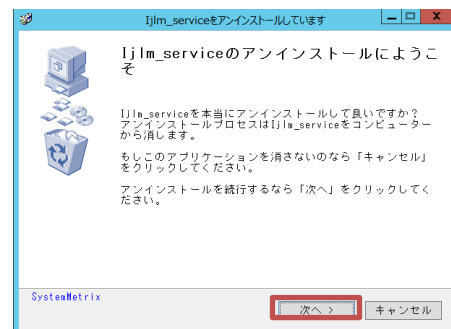 Ijlm_serviceをアンインストールしています
Ijlm_serviceのアンインストールにようこ
そ
Ijlm_serviceを本当にアンインストールして良いですか？
アンインストールプロセスはIjlm_serviceをコンピューター
から消します。
もしこのアプリケーションを消さないのなら「キャンセル」
をクリックしてください。
アンインストールを続行するなら「次へ」をクリックしてく
ださい。
SystemMetrix
次へ >
キャンセル